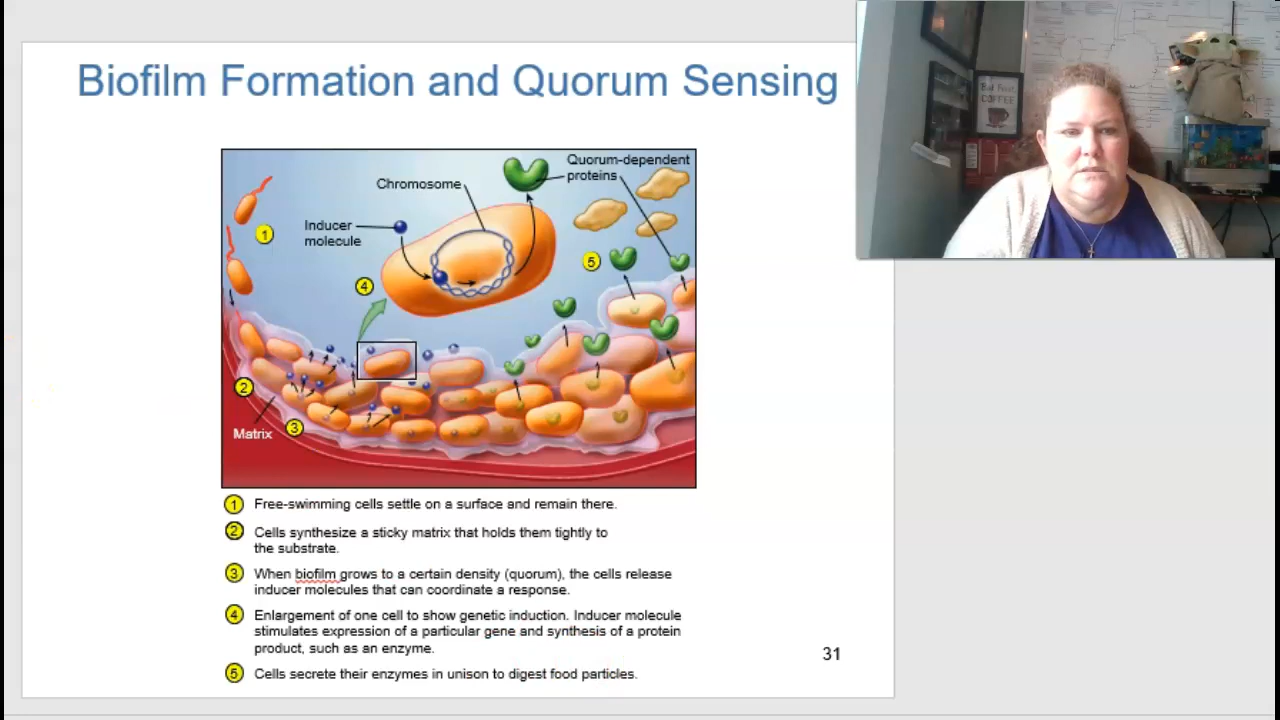 Biofilm Formation and Quorum Sensing
But First,
COFFEE
Quorum-dependent
proteins
Chromosome
Inducer
molecule
1
5
4
2
3
Matrix
1 Free-swimming cells settle on a surface and remain there.
2 Cells synthesize a sticky matrix that holds them tightly to
the substrate.
3 When biofilm grows to a certain density (quorum), the cells release
inducer molecules that can coordinate a response.
4 Enlargement of one cell to show genetic induction. Inducer molecule
stimulates expression of a particular gene and synthesis of a protein
product, such as an enzyme.
5 Cells secrete their enzymes in unison to digest food particles.
31